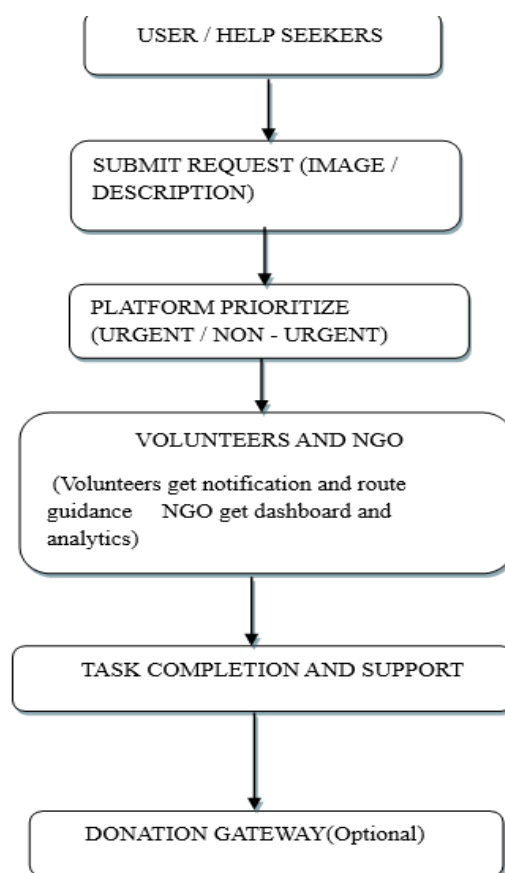 USER / HELP SEEKERS
SUBMIT REQUEST (IMAGE /
DESCRIPTION)
PLATFORM PRIORITIZE
(URGENT / NON - URGENT)
VOLUNTEERS AND NGO
(Volunteers get notification and route
guidance NGO get dashboard and
analytics)
TASK COMPLETION AND SUPPORT
DONATION GATEWAY(Optional)